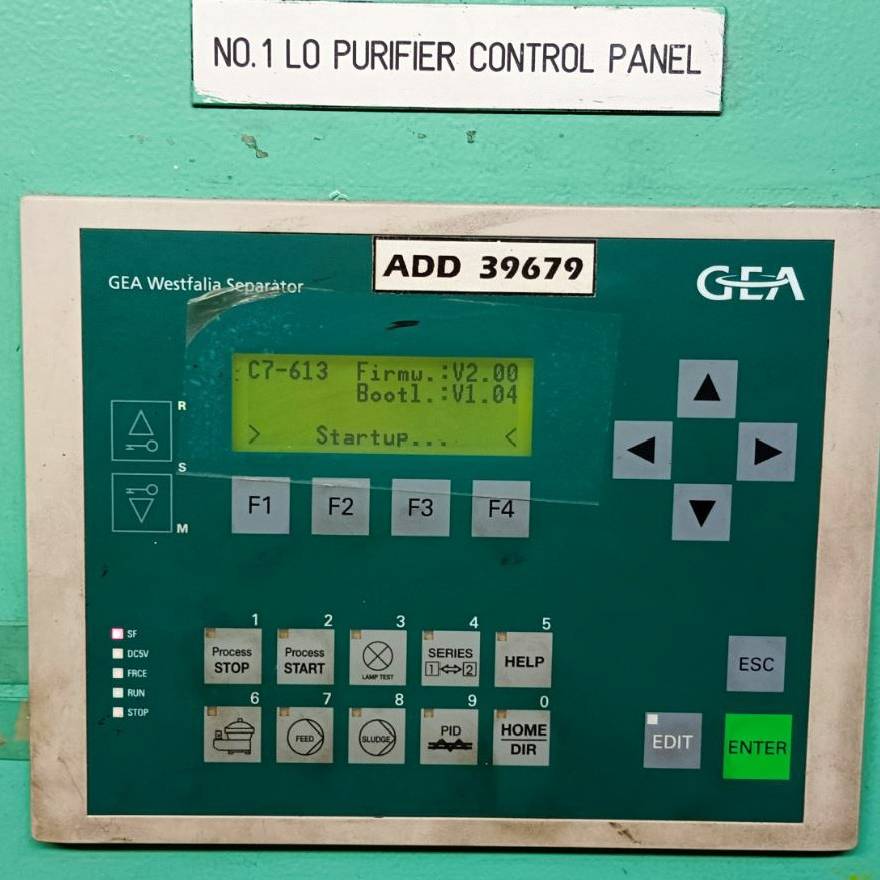 NO.1 LO PURIFIER CONTROL PANEL
ADD 39679
GEA Westfalia Separator
GEA
C7-613 Firmw.:V2.00
Bootl.:V1.04
> Startup... <
R
S
M
F1 F2 F3 F4
SF
DC5V
FRCE
RUN
STOP
1 2 3 4 5
Process STOP
Process START
LAMP TEST
SERIES 1 2
HELP
6 7 8 9 0
FEED
SLUDGE
PID
HOME DIR
ESC
EDIT
ENTER